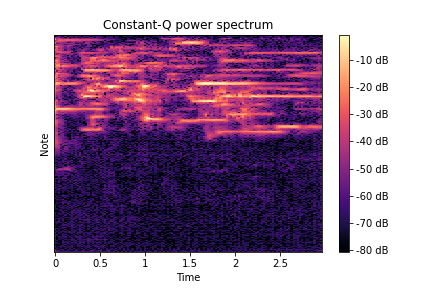 Constant-Q power spectrum
-10 dB
-20 dB
-30 dB
-40 dB
-50 dB
-60 dB
-70 dB
-80 dB
Note
0
0.5
1
1.5
2
2.5
Time